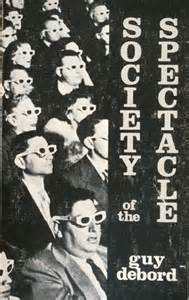 SOCIETY
of the
SPECTACLE
guy
debord